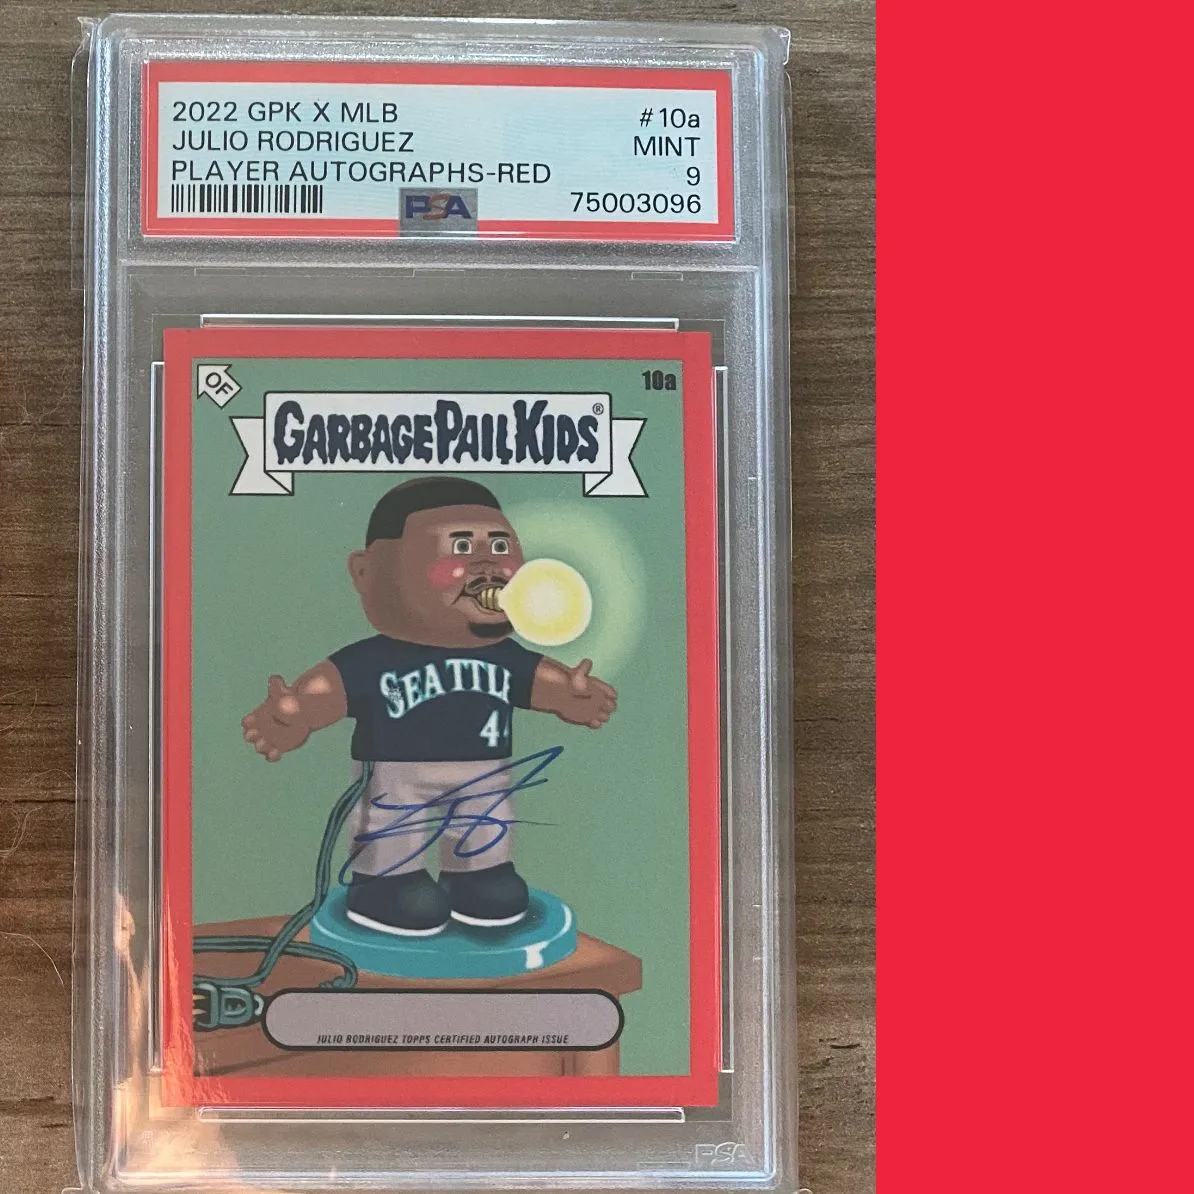 2022 GPK X MLB #10a
JULIO RODRIGUEZ MINT
PLAYER AUTOGRAPHS-RED 9
PSA 75003096
OF
10a
GARBAGE PAIL KIDS®
SEATTLE
44
JULIO RODRIGUEZ TOPPS CERTIFIED AUTOGRAPH ISSUE
PSA